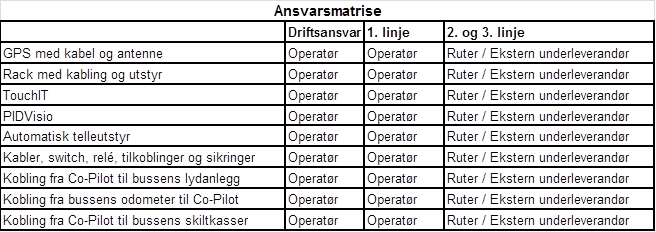 Ansvarsmatrise
Driftsansvar 1. linje 2. og 3. linje
GPS med kabel og antenne Operatør Operatør Ruter / Ekstern underleverandør
Rack med kabling og utstyr Operatør Operatør Ruter / Ekstern underleverandør
TouchIT Operatør Operatør Ruter / Ekstern underleverandør
PIDVisio Operatør Operatør Ruter / Ekstern underleverandør
Automatisk telleutstyr Operatør Operatør Ruter / Ekstern underleverandør
Kabler, switch, relé, tilkoblinger og sikringer Operatør Operatør Ruter / Ekstern underleverandør
Kobling fra Co-Pilot til bussens lydanlegg Operatør Operatør Ruter / Ekstern underleverandør
Kobling fra bussens odometer til Co-Pilot Operatør Operatør Ruter / Ekstern underleverandør
Kobling fra Co-Pilot til bussens skiltkasser Operatør Operatør Ruter / Ekstern underleverandør